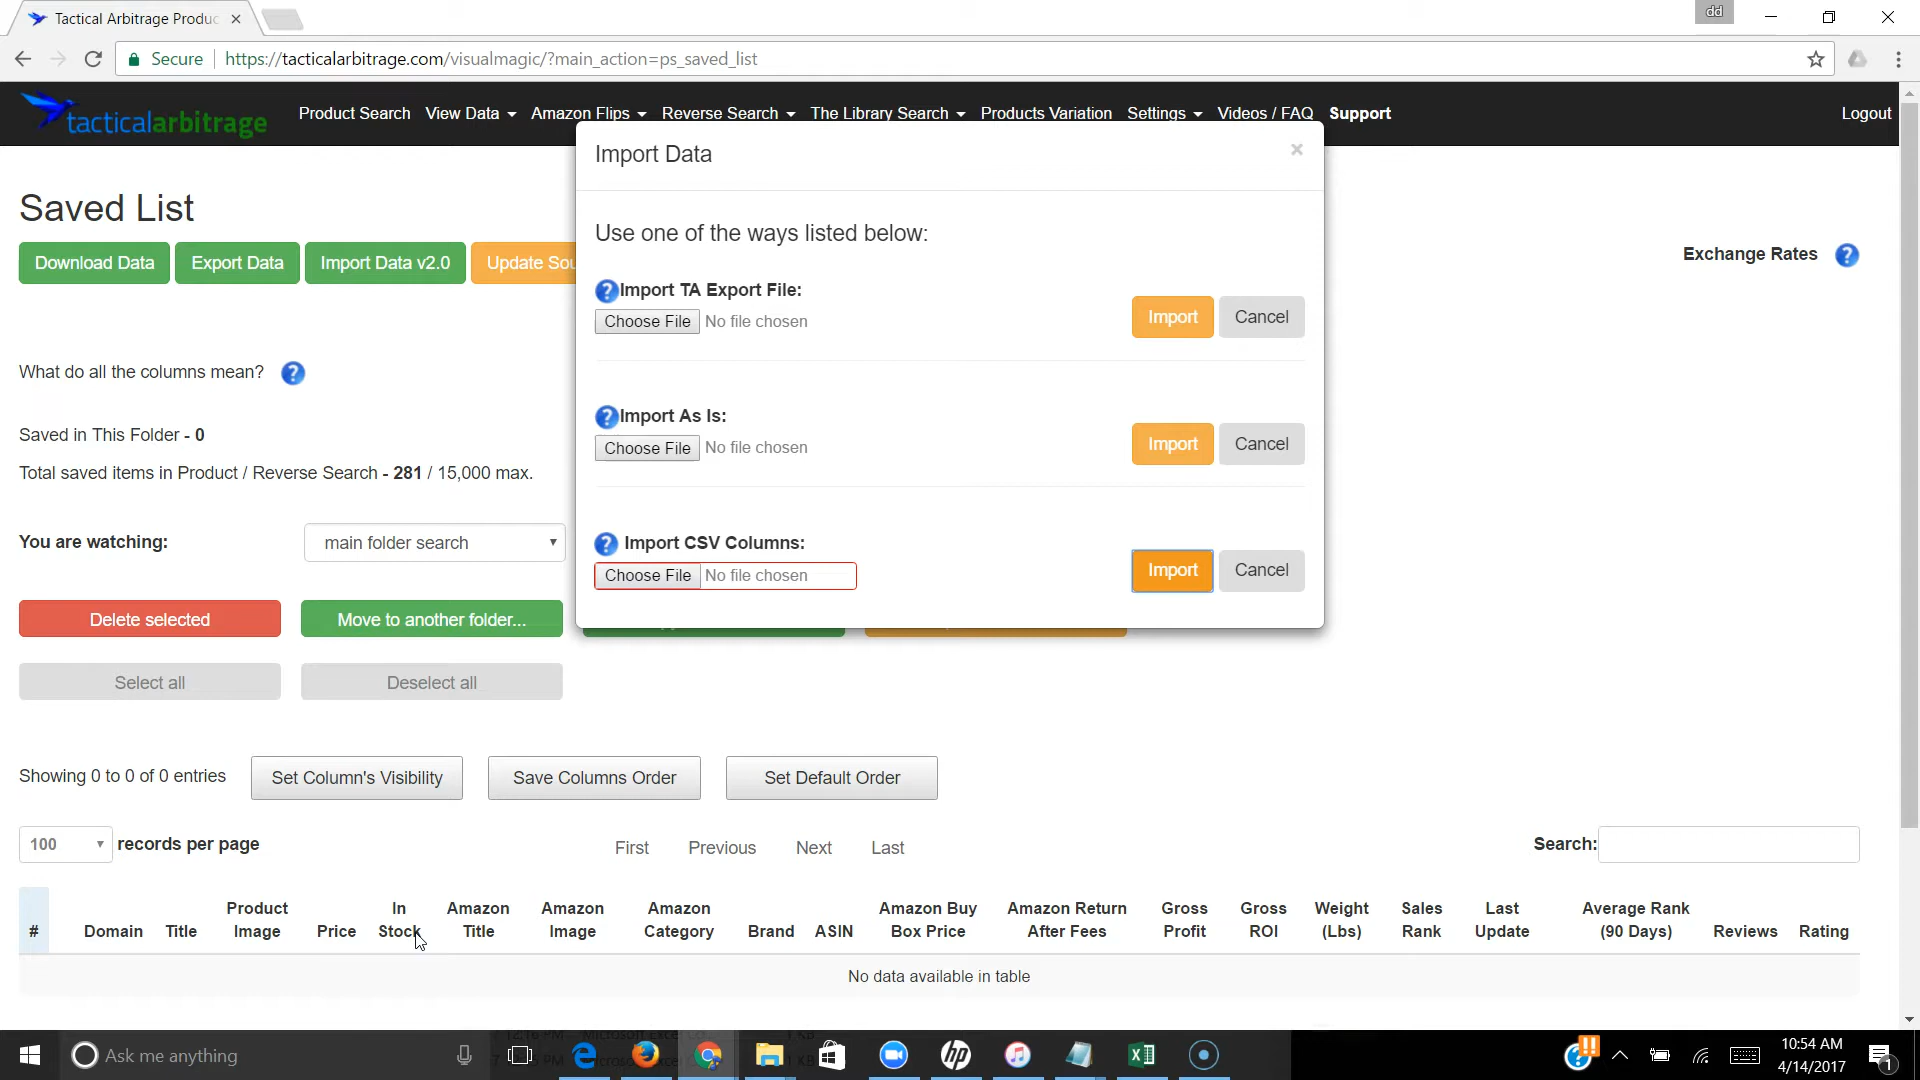 Tactical Arbitrage Produc
dd
Secure https://tacticalarbitrage.com/visualmagic/?main_action=ps_saved_list
tacticalarbitrage
Product Search View Data Amazon Flips Reverse Search The Library Search Products Variation Settings Videos / FAQ Support Logout
Import Data ×
Saved List
Use one of the ways listed below:
Download Data Export Data Import Data v2.0 Update Sou
Exchange Rates ?
? Import TA Export File:
Choose File No file chosen
Import Cancel
What do all the columns mean? ?
? Import As Is:
Choose File No file chosen
Import Cancel
Saved in This Folder - 0
Total saved items in Product / Reverse Search - 281 / 15,000 max.
You are watching: main folder search
? Import CSV Columns:
Choose File No file chosen
Import Cancel
Delete selected Move to another folder...
Select all Deselect all
Showing 0 to 0 of 0 entries Set Column's Visibility Save Columns Order Set Default Order
100 records per page First Previous Next Last Search:
# Domain Title Product Image Price In Stock Amazon Title Amazon Image Amazon Category Brand ASIN Amazon Buy Box Price Amazon Return After Fees Gross Profit Gross ROI Weight (Lbs) Sales Rank Last Update Average Rank (90 Days) Reviews Rating
No data available in table
Ask me anything
10:54 AM
4/14/2017
1